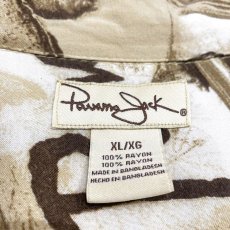 Panama Jack®
XL/XG
100% RAYON
100% RAYON
MADE IN BANGLADESH
HECHO EN BANGLADESH